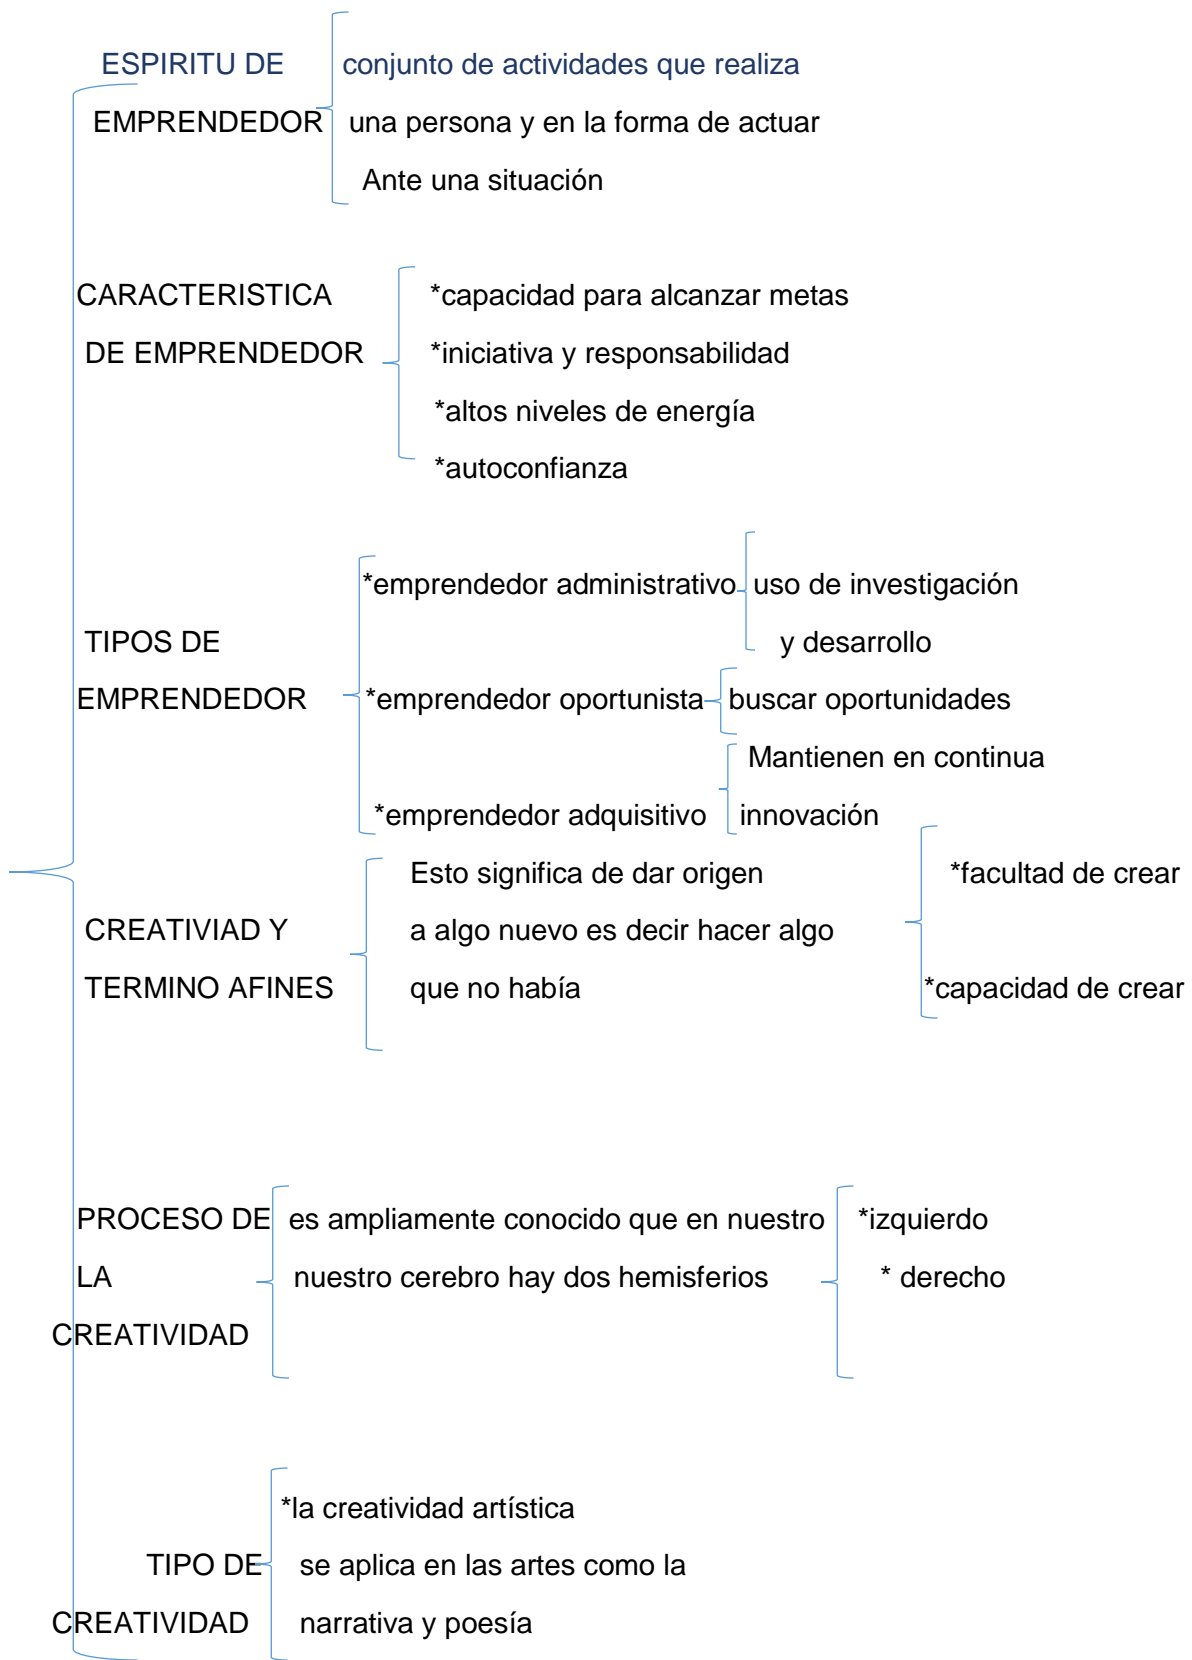 ESPIRITU DE conjunto de actividades que realiza
EMPRENDEDOR una persona y en la forma de actuar
Ante una situación
CARACTERISTICA *capacidad para alcanzar metas
DE EMPRENDEDOR *iniciativa y responsabilidad
*altos niveles de energía
*autoconfianza
*emprendedor administrativo uso de investigación
TIPOS DE y desarrollo
EMPRENDEDOR *emprendedor oportunista buscar oportunidades
Mantienen en continua
*emprendedor adquisitivo innovación
Esto significa de dar origen *facultad de crear
CREATIVIAD Y a algo nuevo es decir hacer algo
TERMINO AFINES que no había *capacidad de crear
PROCESO DE es ampliamente conocido que en nuestro *izquierdo
LA nuestro cerebro hay dos hemisferios * derecho
CREATIVIDAD
*la creatividad artística
TIPO DE se aplica en las artes como la
CREATIVIDAD narrativa y poesía